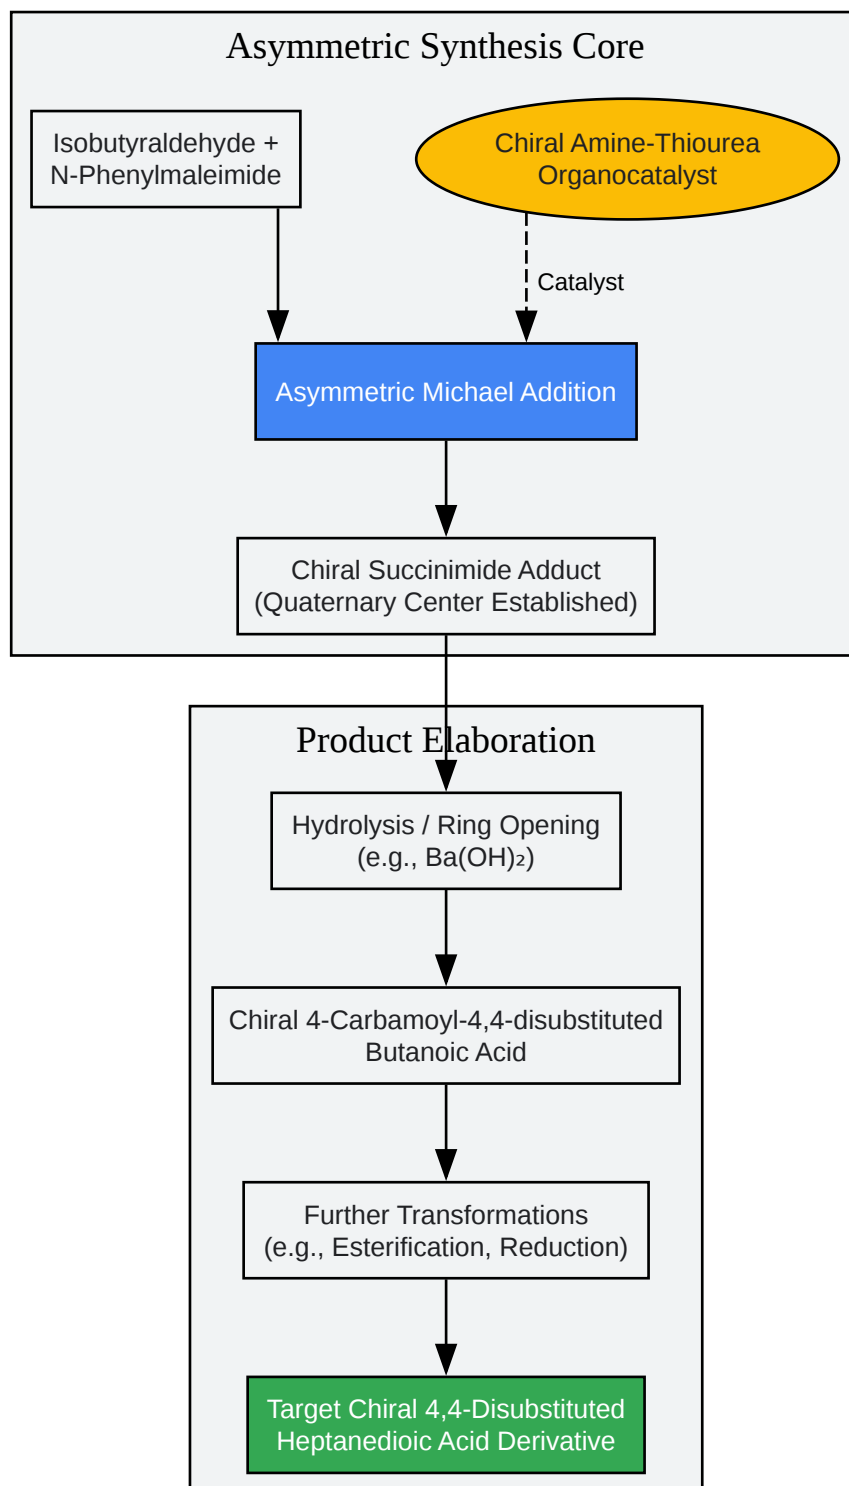 Asymmetric Synthesis Core
Isobutyraldehyde +
N-Phenylmaleimide
Chiral Amine-Thiourea
Organocatalyst
Catalyst
Asymmetric Michael Addition
Chiral Succinimide Adduct
(Quaternary Center Established)
Product Elaboration
Hydrolysis / Ring Opening
(e.g., Ba(OH)₂)
Chiral 4-Carbamoyl-4,4-disubstituted
Butanoic Acid
Further Transformations
(e.g., Esterification, Reduction)
Target Chiral 4,4-Disubstituted
Heptanedioic Acid Derivative